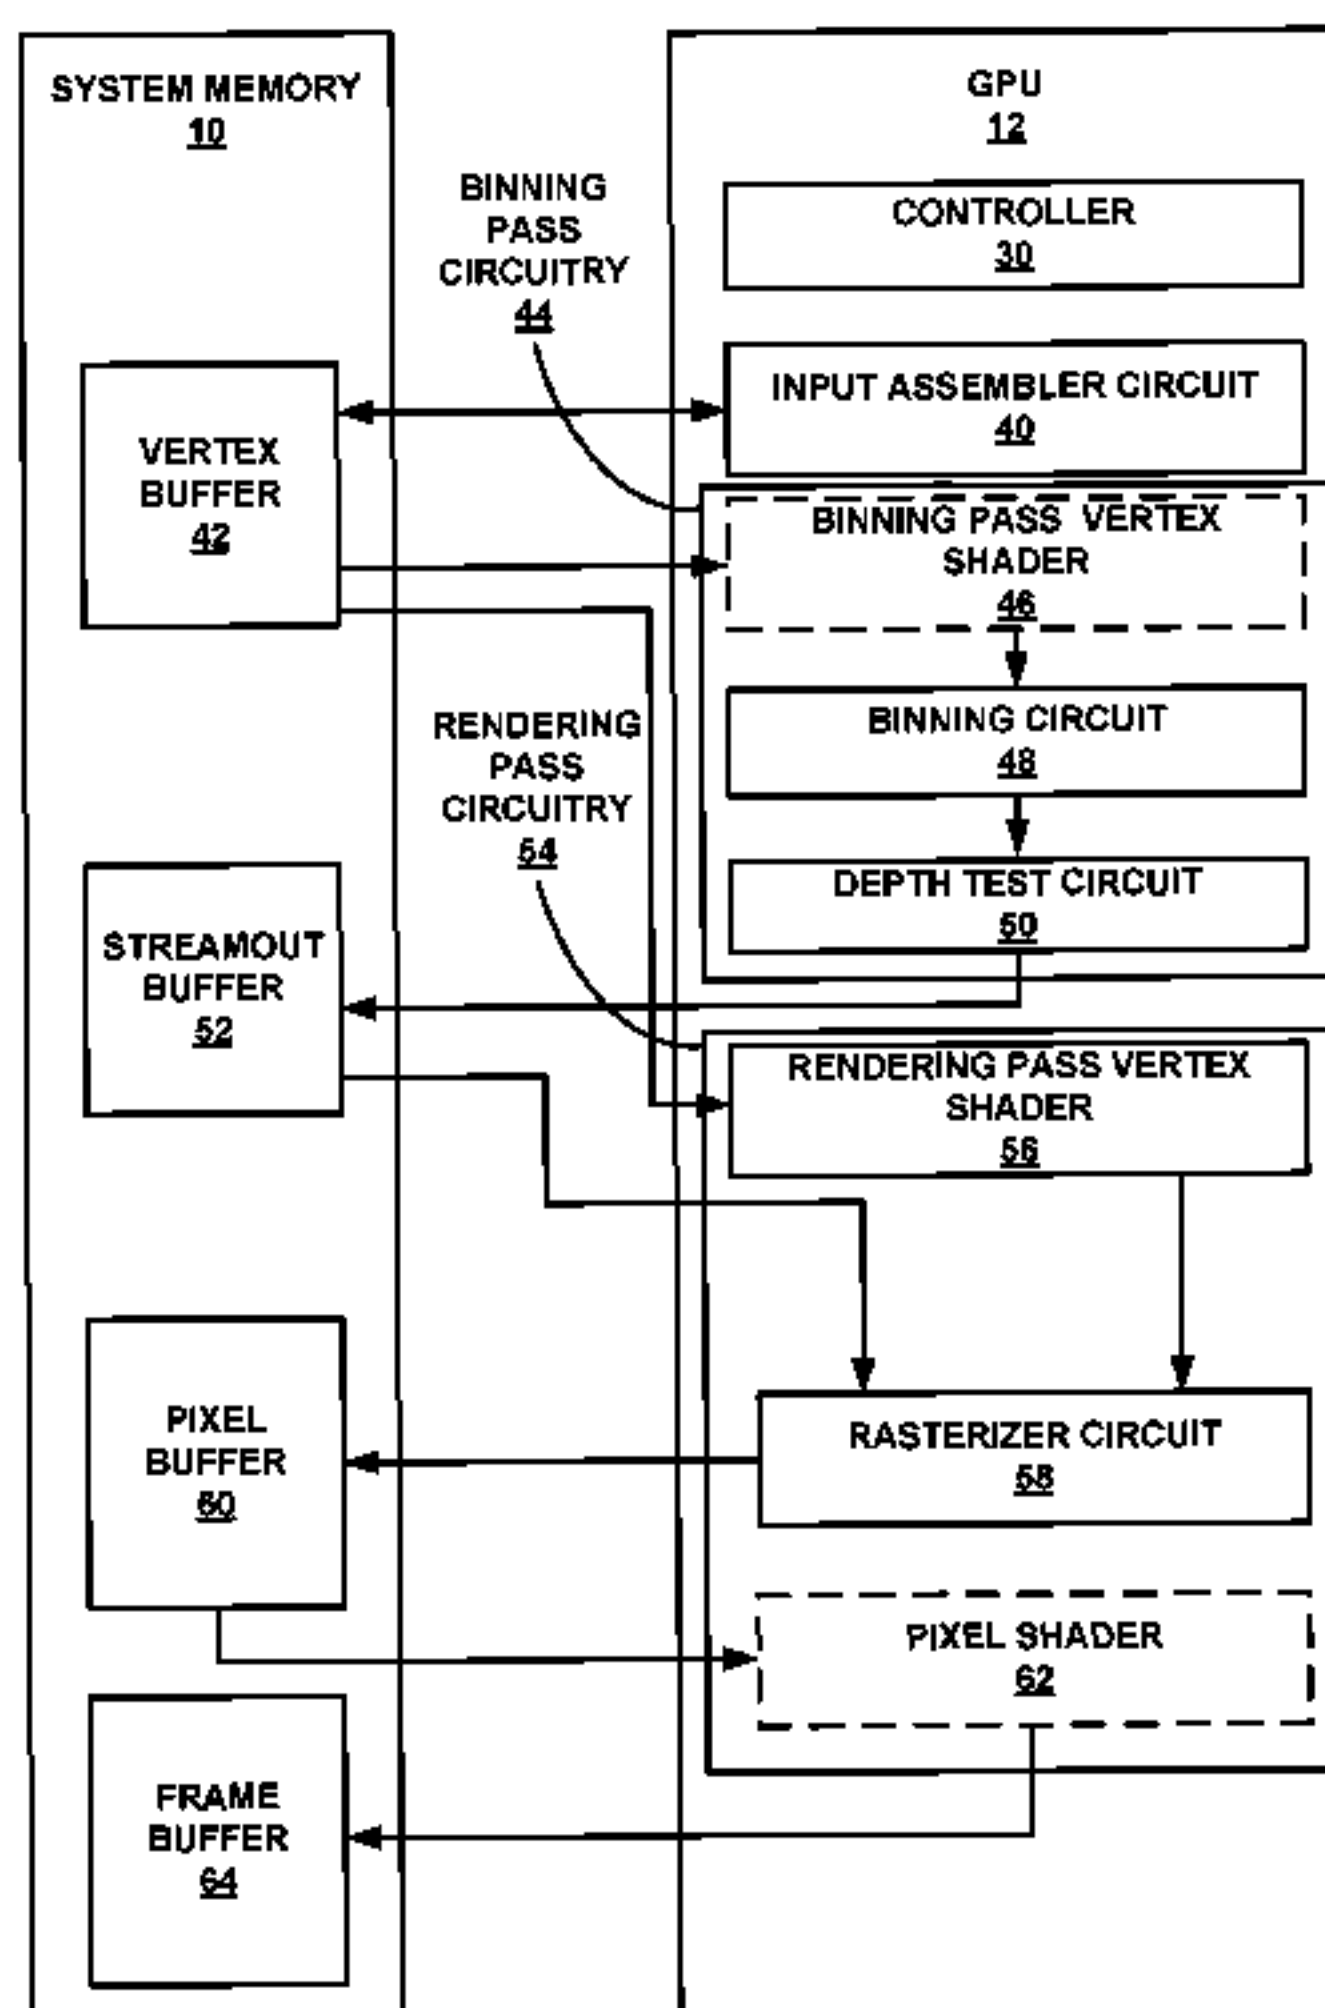 SYSTEM MEMORY
10
GPU
12
BINNING
PASS
CIRCUITRY
44
CONTROLLER
30
INPUT ASSEMBLER CIRCUIT
40
VERTEX
BUFFER
42
BINNING PASS VERTEX
SHADER
46
BINNING CIRCUIT
48
RENDERING
PASS
CIRCUITRY
54
DEPTH TEST CIRCUIT
50
STREAMOUT
BUFFER
52
RENDERING PASS VERTEX
SHADER
56
PIXEL
BUFFER
60
RASTERIZER CIRCUIT
58
PIXEL SHADER
62
FRAME
BUFFER
64